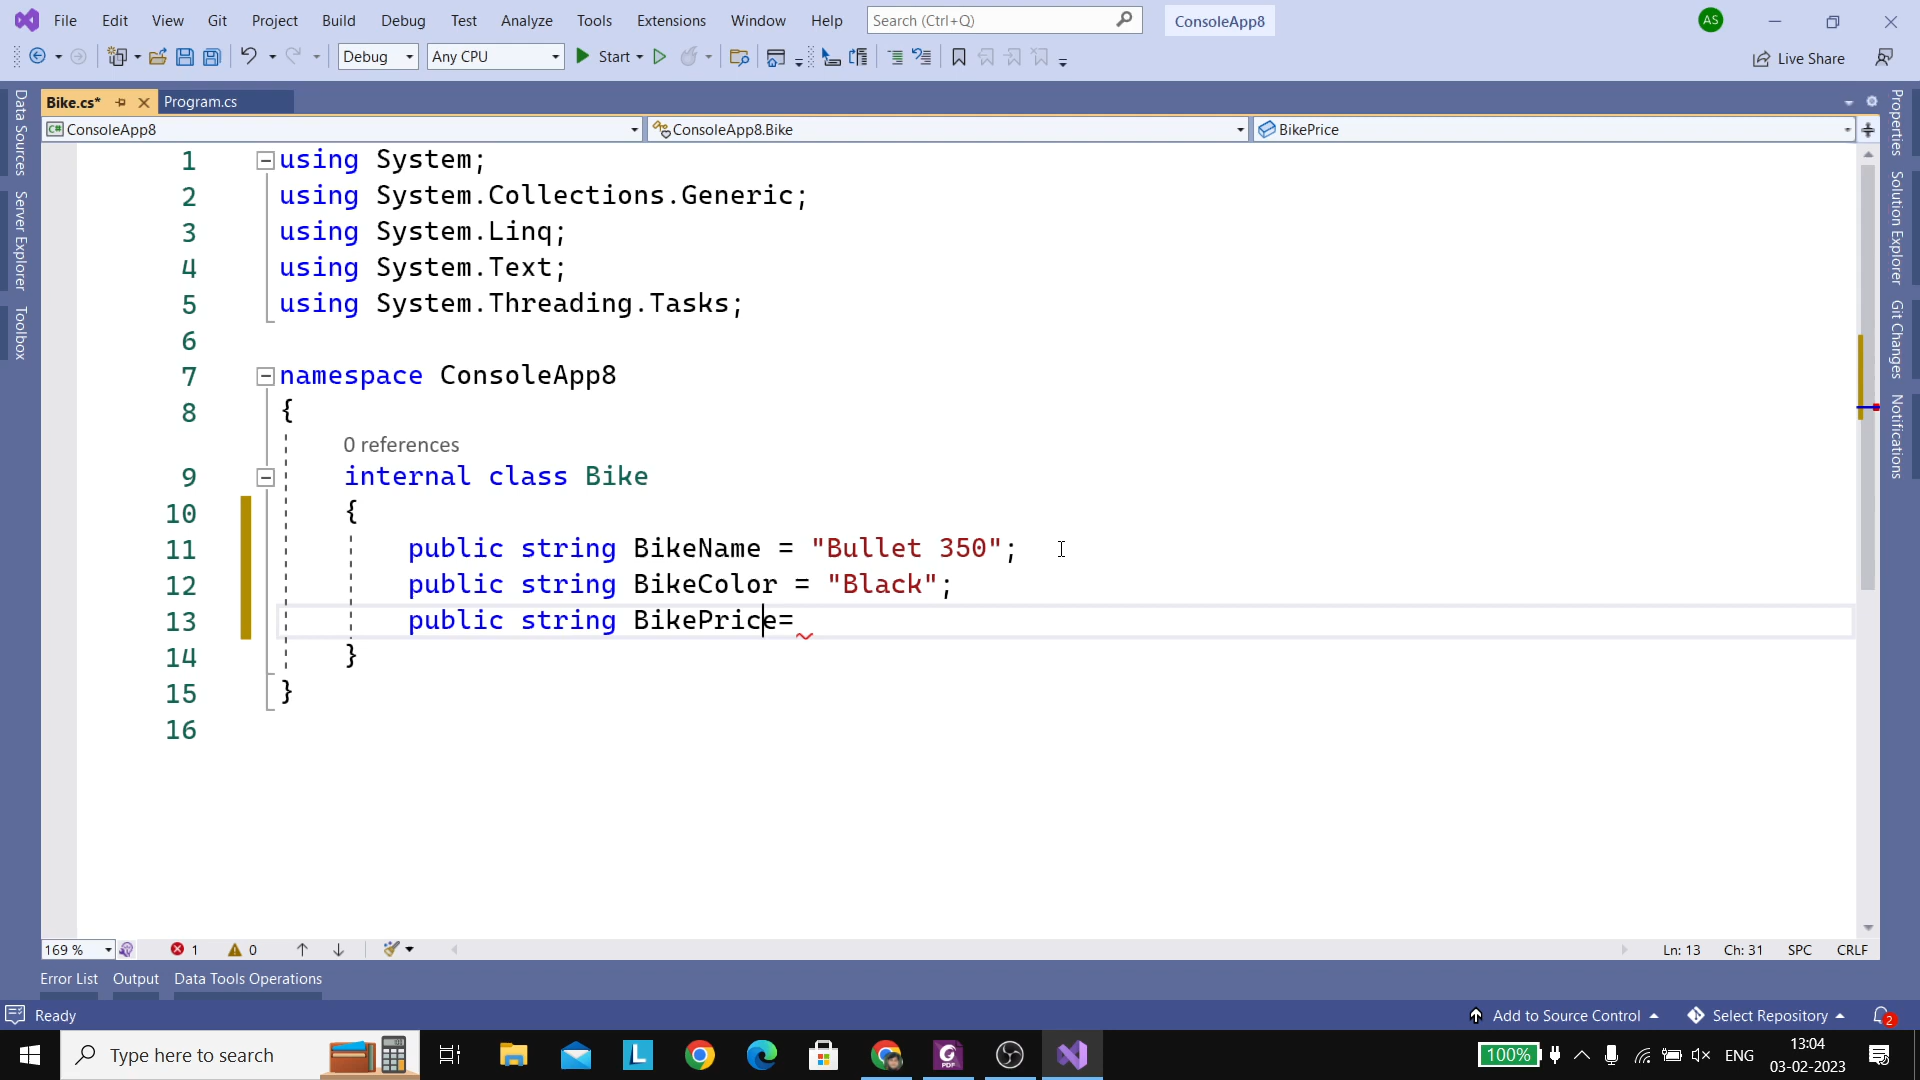 File Edit View Git Project Build Debug Test Analyze Tools Extensions Window Help Search (Ctrl+Q) ConsoleApp8 AS
Debug Any CPU Start Live Share
Bike.cs* Program.cs
ConsoleApp8 ConsoleApp8.Bike BikePrice
Data Sources
Server Explorer
Toolbox
1 using System;
2 using System.Collections.Generic;
3 using System.Linq;
4 using System.Text;
5 using System.Threading.Tasks;
6
7 namespace ConsoleApp8
8 {
0 references
9 internal class Bike
10 {
11 public string BikeName = "Bullet 350";
12 public string BikeColor = "Black";
13 public string BikePrice=
14 }
15 }
16
Properties
Solution Explorer
Git Changes
Notifications
169 % 1 0 Ln: 13 Ch: 31 SPC CRLF
Error List Output Data Tools Operations
Ready Add to Source Control Select Repository 2
Type here to search L PDF 100% ENG 13:04
03-02-2023